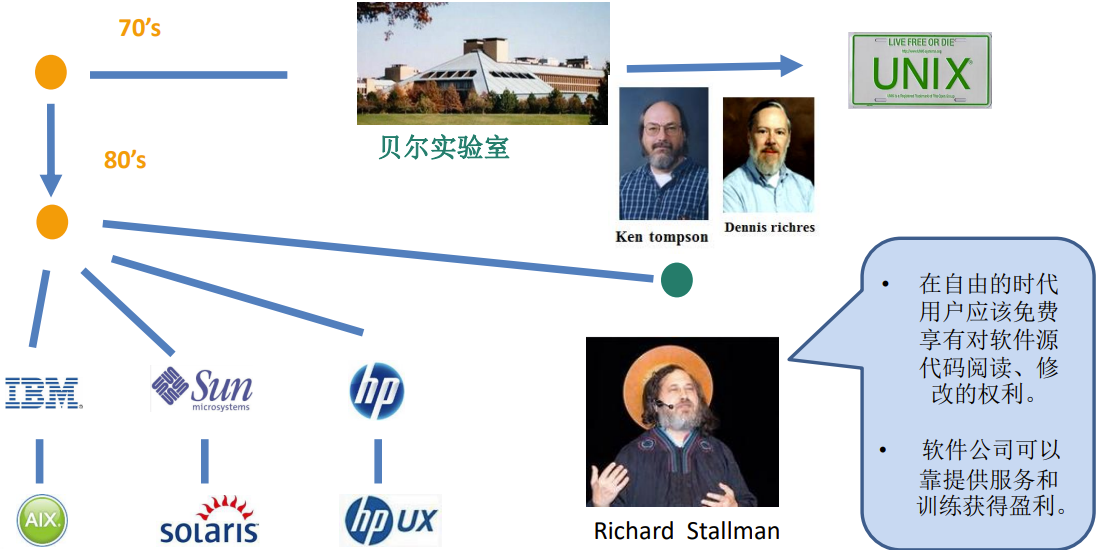 70's
LIVE FREE OR DIE
UNIX
贝尔实验室
80's
Ken tompson
Dennis richres
• 在自由的时代
用户应该免费
享有对软件源
代码阅读、修
改的权利。
• 软件公司可以
靠提供服务和
训练获得盈利。
IBM
Sun
microsystems
hp
AIX
solaris
hp UX
Richard Stallman